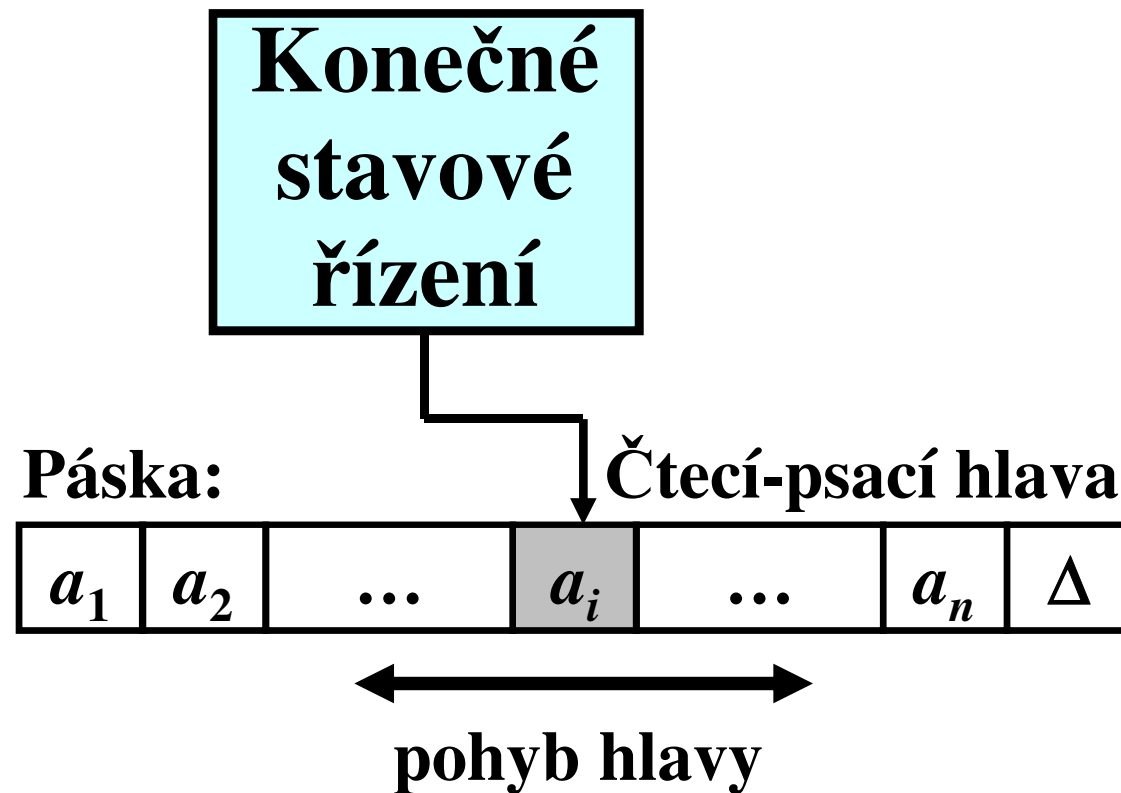 Konečné
stavové
řízení
Páska: Čtecí-psací hlava
a1 a2 … ai … an Δ
pohyb hlavy